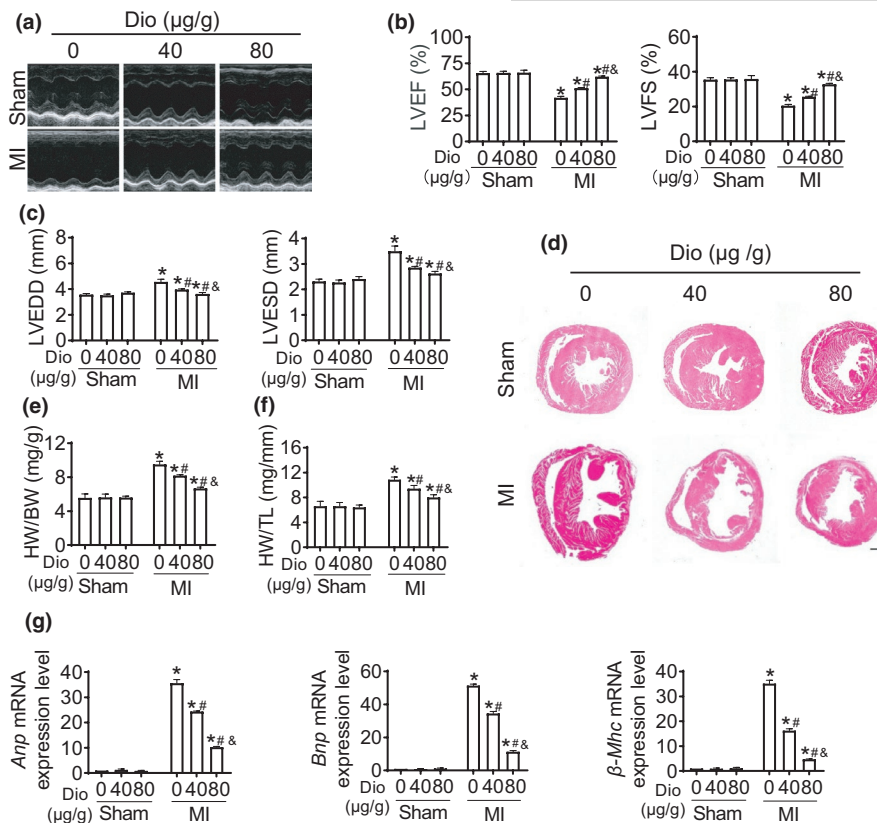 (a)
Dio (µg/g)
0 40 80
Sham
MI
(b)
LVEF (%)
100
75
50
25
0
* *# *#&
Dio 0 40 80 0 40 80
(µg/g) Sham MI
LVFS (%)
60
40
20
0
* *# *#&
Dio 0 40 80 0 40 80
(µg/g) Sham MI
(c)
LVEDD (mm)
8
6
4
2
0
* *# *#&
Dio 0 40 80 0 40 80
(µg/g) Sham MI
LVESD (mm)
4
3
2
1
0
* *# *#&
Dio 0 40 80 0 40 80
(µg/g) Sham MI
(d)
Dio (µg /g)
0 40 80
Sham
MI
(e)
HW/BW (mg/g)
12
9
6
3
0
* *# *#&
Dio 0 40 80 0 40 80
(µg/g) Sham MI
(f)
HW/TL (mg/mm)
16
12
8
4
0
* *# *#&
Dio 0 40 80 0 40 80
(µg/g) Sham MI
(g)
Anp mRNA
expression level
40
30
20
10
0
* *# *#&
Dio 0 40 80 0 40 80
(µg/g) Sham MI
Bnp mRNA
expression level
60
40
20
0
* *# *#&
Dio 0 40 80 0 40 80
(µg/g) Sham MI
β-Mhc mRNA
expression level
40
30
20
10
0
* *# *#&
Dio 0 40 80 0 40 80
(µg/g) Sham MI